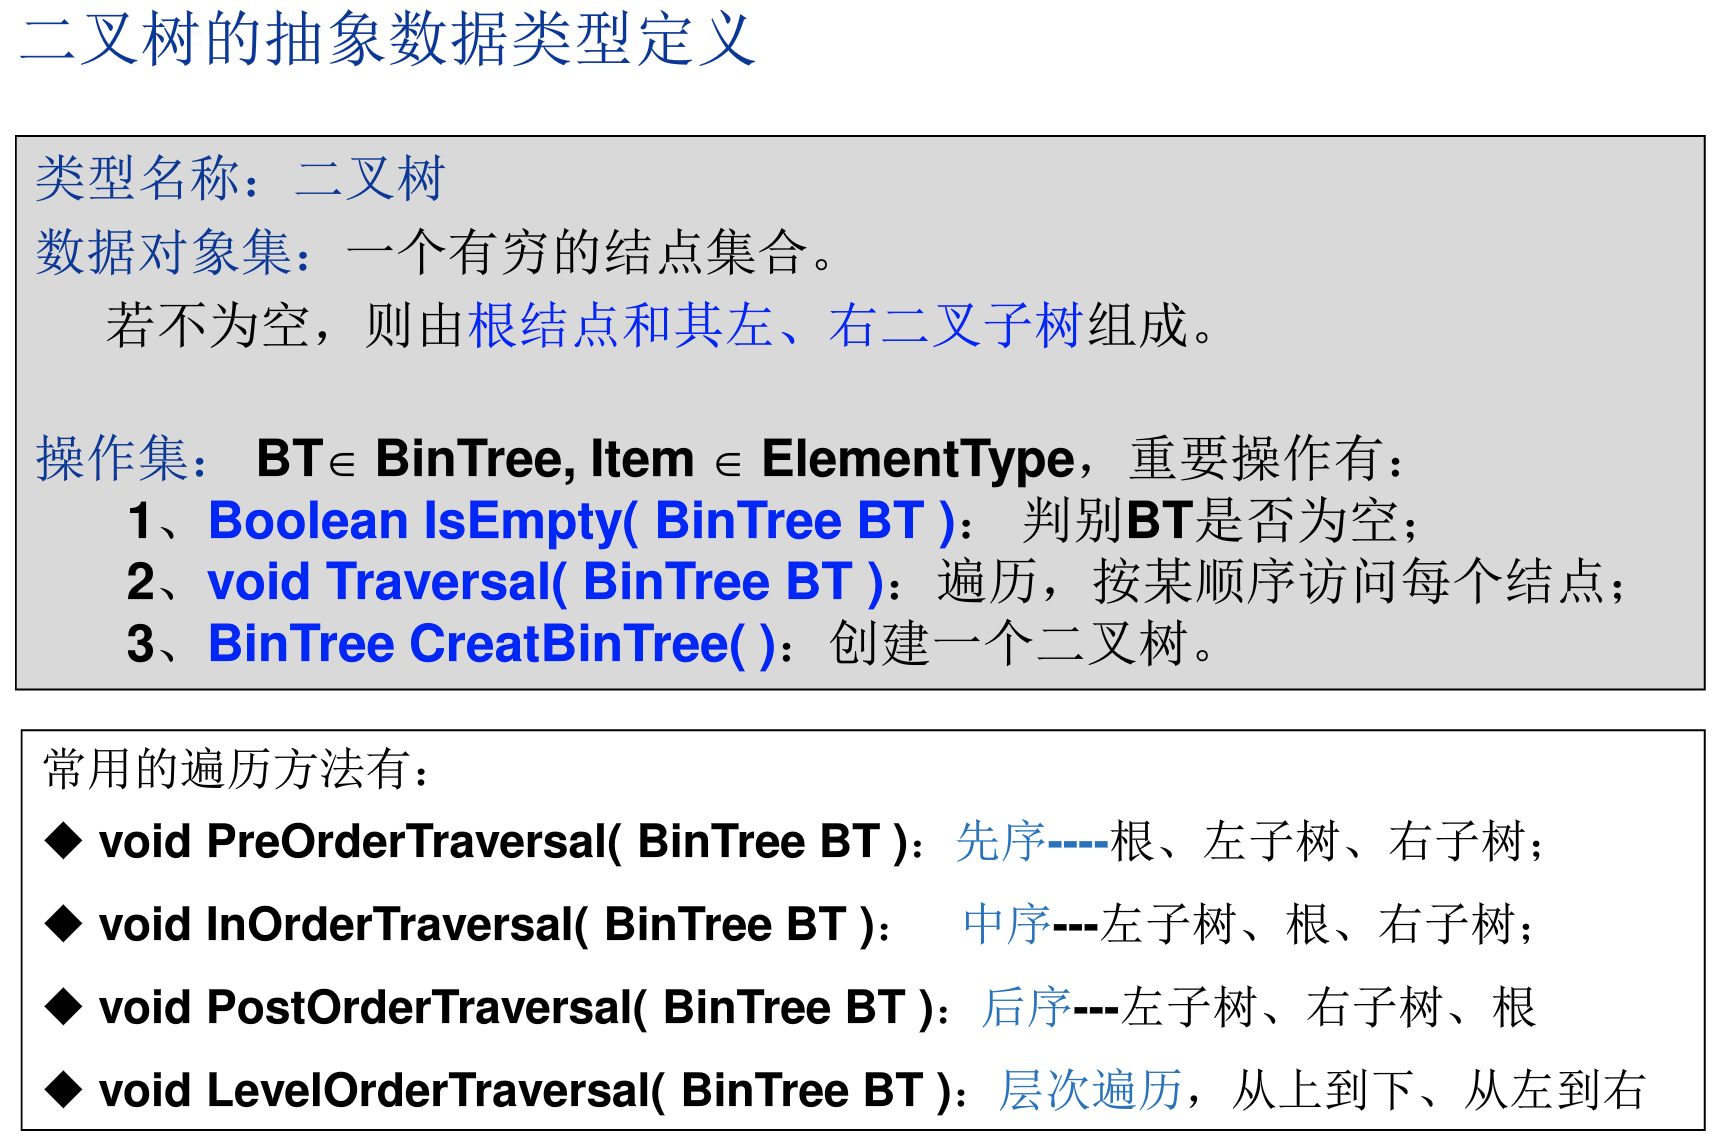 二叉树的抽象数据类型定义
类型名称：二叉树
数据对象集：一个有穷的结点集合。
若不为空，则由根结点和其左、右二叉子树组成。
操作集： BT∈ BinTree, Item ∈ ElementType，重要操作有：
1、Boolean IsEmpty( BinTree BT )： 判别BT是否为空；
2、void Traversal( BinTree BT )：遍历，按某顺序访问每个结点；
3、BinTree CreatBinTree( )：创建一个二叉树。
常用的遍历方法有：
◆ void PreOrderTraversal( BinTree BT )：先序----根、左子树、右子树；
◆ void InOrderTraversal( BinTree BT )： 中序---左子树、根、右子树；
◆ void PostOrderTraversal( BinTree BT )：后序---左子树、右子树、根
◆ void LevelOrderTraversal( BinTree BT )：层次遍历，从上到下、从左到右